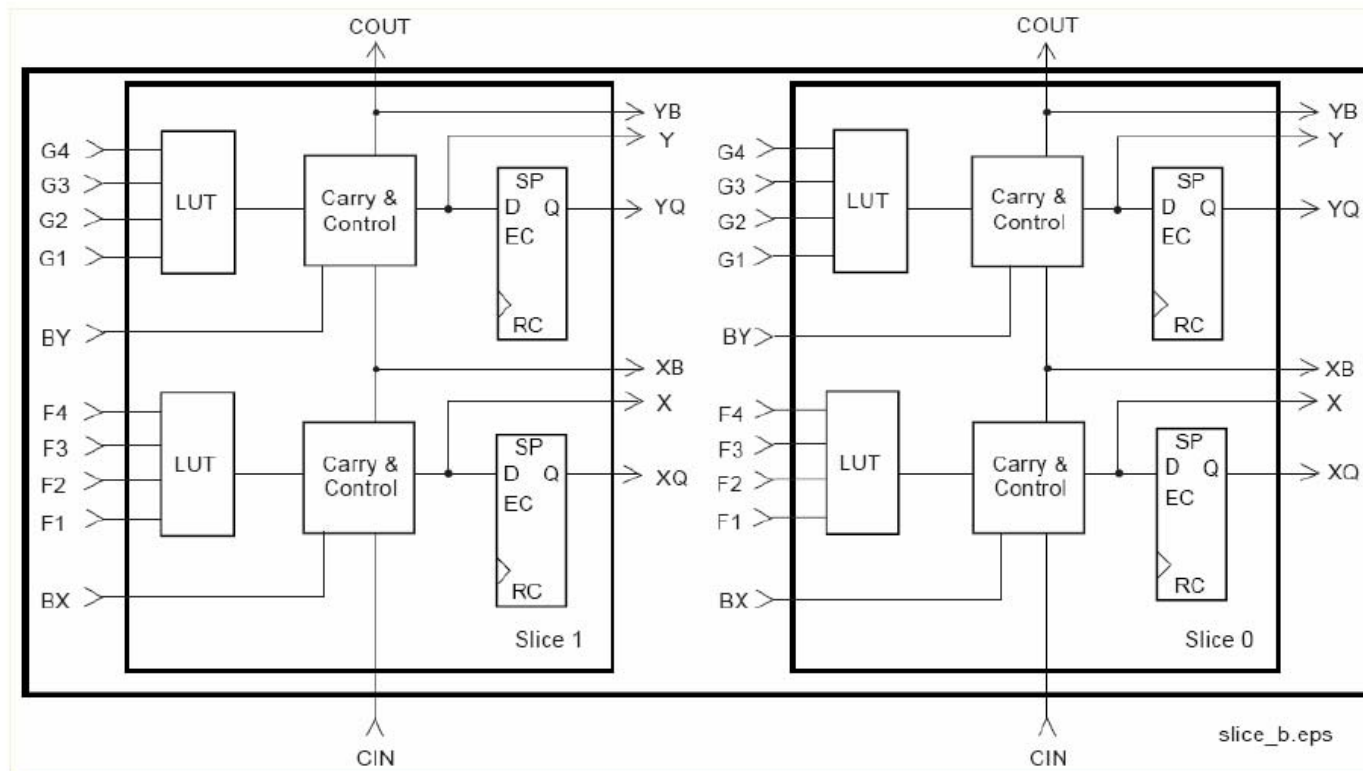 COUT
COUT
YB
Y
G4
G3
G2
G1
LUT
Carry &
Control
SP
D Q
EC
RC
YQ
BY
XB
X
F4
F3
F2
F1
LUT
Carry &
Control
SP
D Q
EC
RC
XQ
BX
Slice 1
CIN
YB
Y
G4
G3
G2
G1
LUT
Carry &
Control
SP
D Q
EC
RC
YQ
BY
XB
X
F4
F3
F2
F1
LUT
Carry &
Control
SP
D Q
EC
RC
XQ
BX
Slice 0
CIN
slice_b.eps